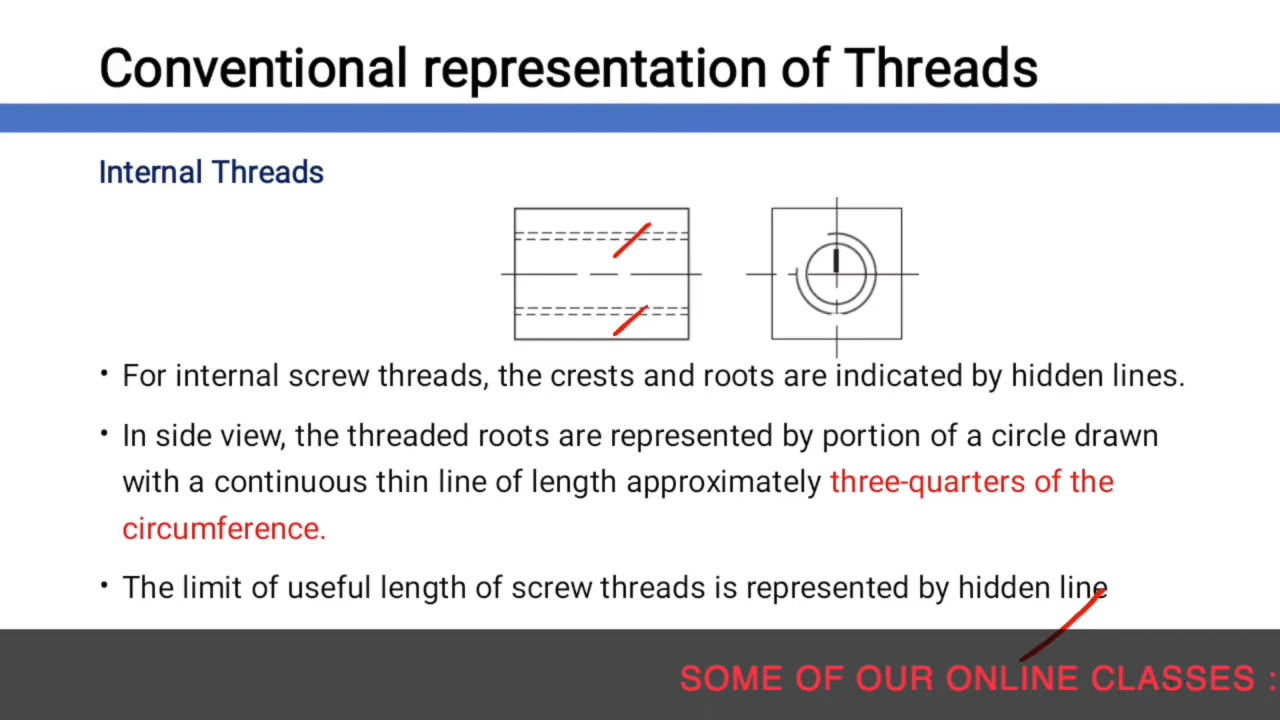 Conventional representation of Threads
Internal Threads
• For internal screw threads, the crests and roots are indicated by hidden lines.
• In side view, the threaded roots are represented by portion of a circle drawn
with a continuous thin line of length approximately three-quarters of the
circumference.
• The limit of useful length of screw threads is represented by hidden line
SOME OF OUR ONLINE CLASSES :